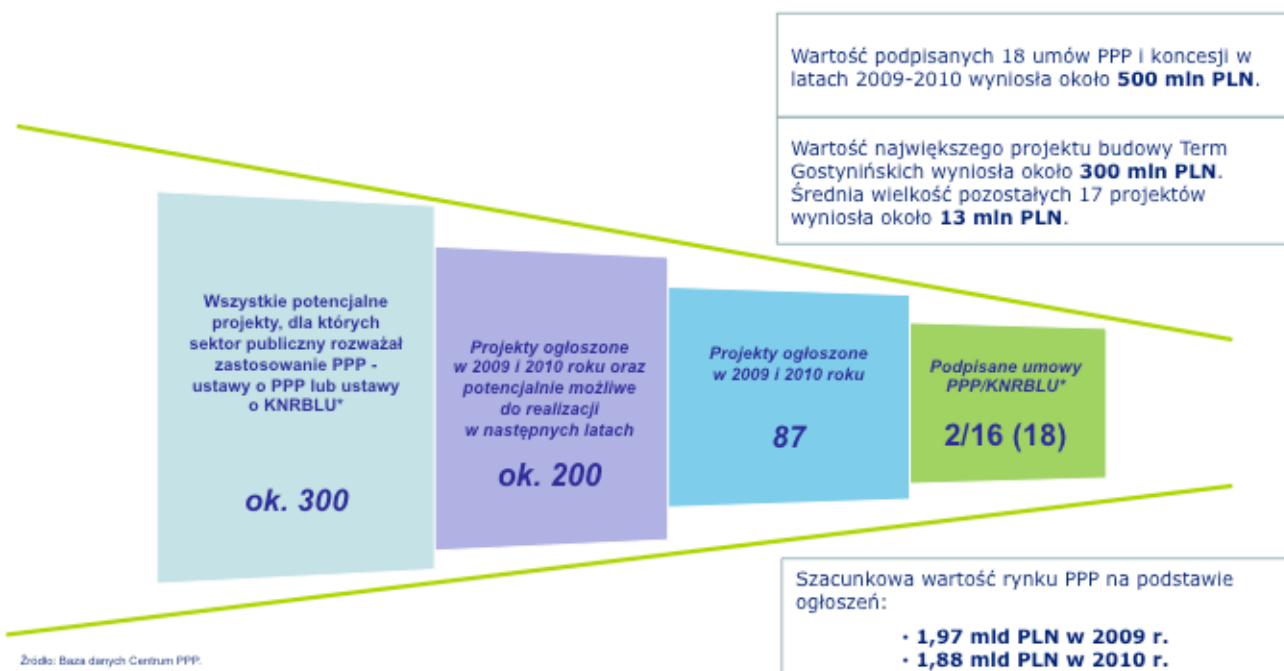 Wartość podpisanych 18 umów PPP i koncesji w
latach 2009-2010 wyniosła około 500 mln PLN.
Wartość największego projektu budowy Term
Gostynińskich wyniosła około 300 mln PLN.
Średnia wielkość pozostałych 17 projektów
wyniosła około 13 mln PLN.
Wszystkie potencjalne
projekty, dla których
sektor publiczny rozważał
zastosowanie PPP -
ustawy o PPP lub ustawy
o KNRBLU*
ok. 300
Projekty ogłoszone
w 2009 i 2010 roku oraz
potencjalnie możliwe
do realizacji
w następnych latach
ok. 200
Projekty ogłoszone
w 2009 i 2010 roku
87
Podpisane umowy
PPP/KNRBLU*
2/16 (18)
Szacunkowa wartość rynku PPP na podstawie
ogłoszeń:
· 1,97 mld PLN w 2009 r.
· 1,88 mld PLN w 2010 r.
Źródło: Baza danych Centrum PPP.